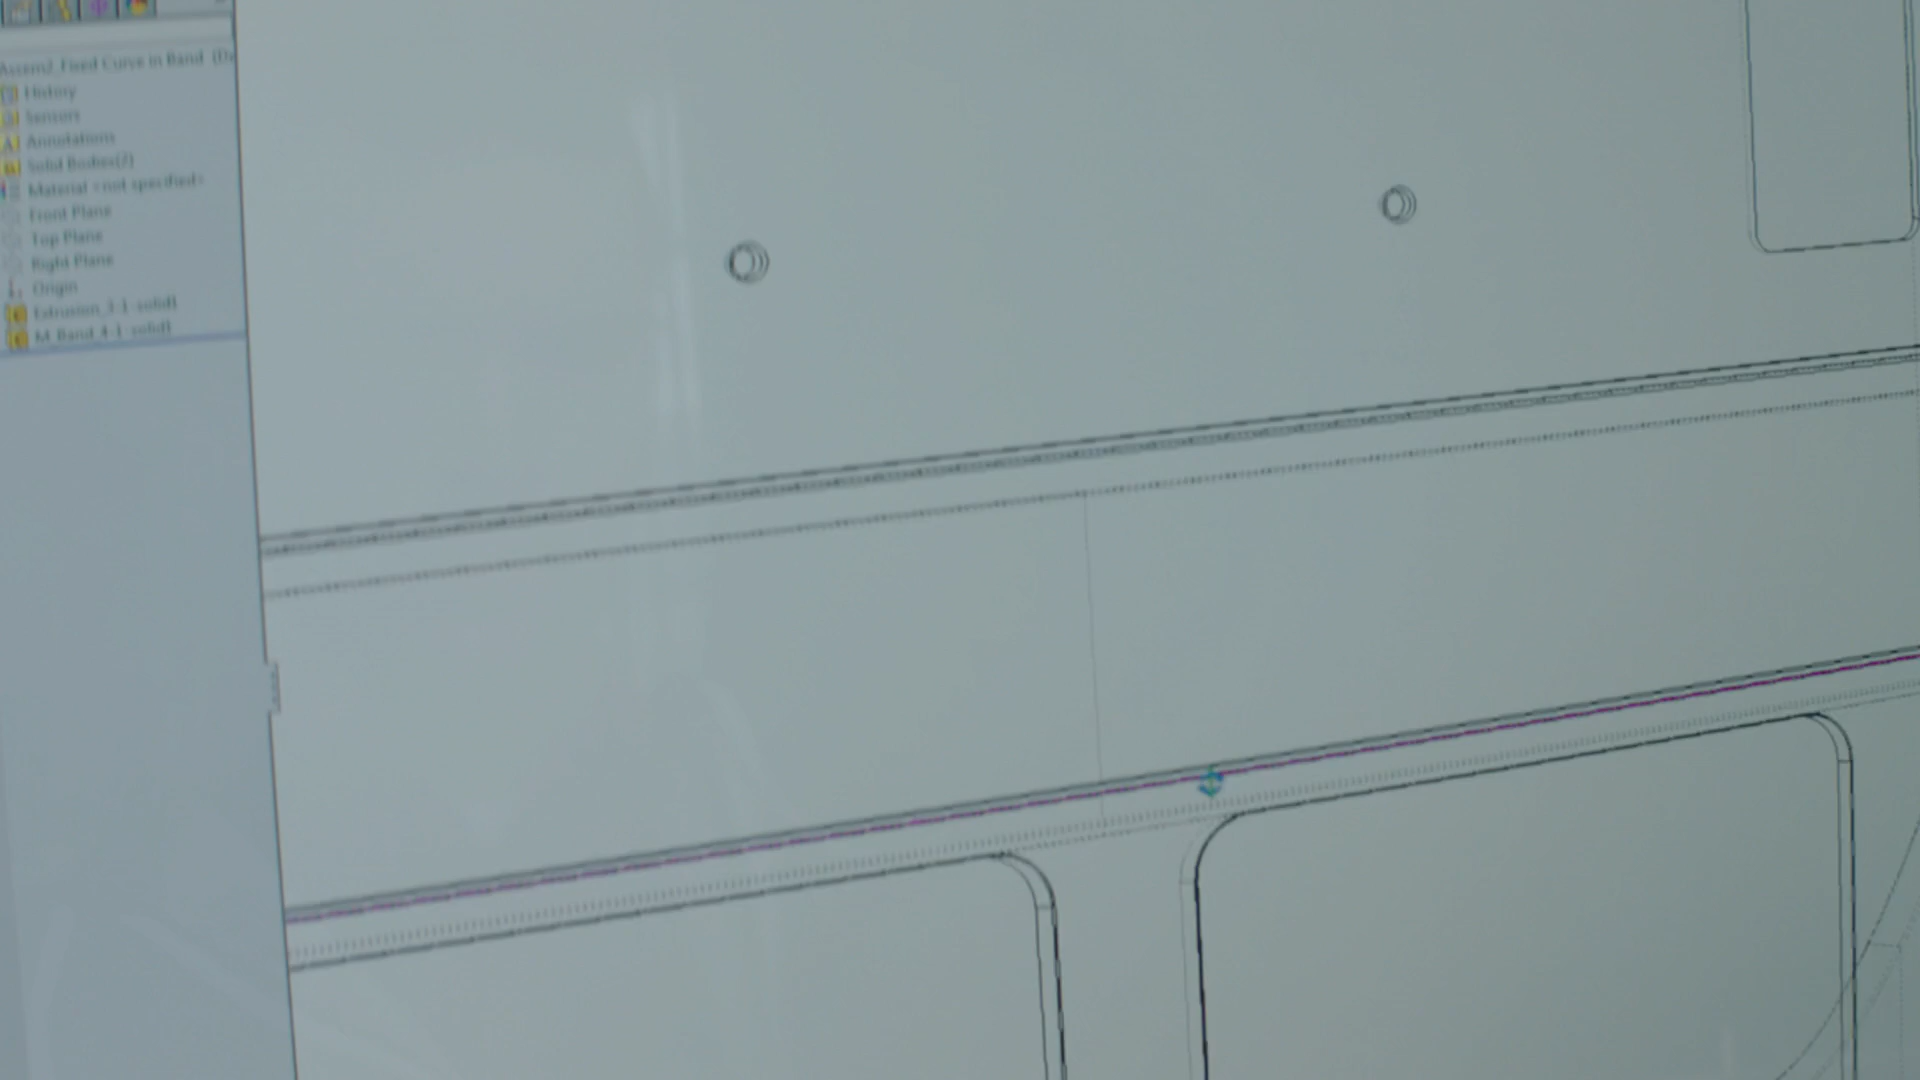 Assem2_Fixed Curve in Band (De
History
Sensors
Annotations
Solid Bodies(2)
Material <not specified>
Front Plane
Top Plane
Right Plane
Origin
Extrusion_3-1-solid1
M_Band_4-1-solid1